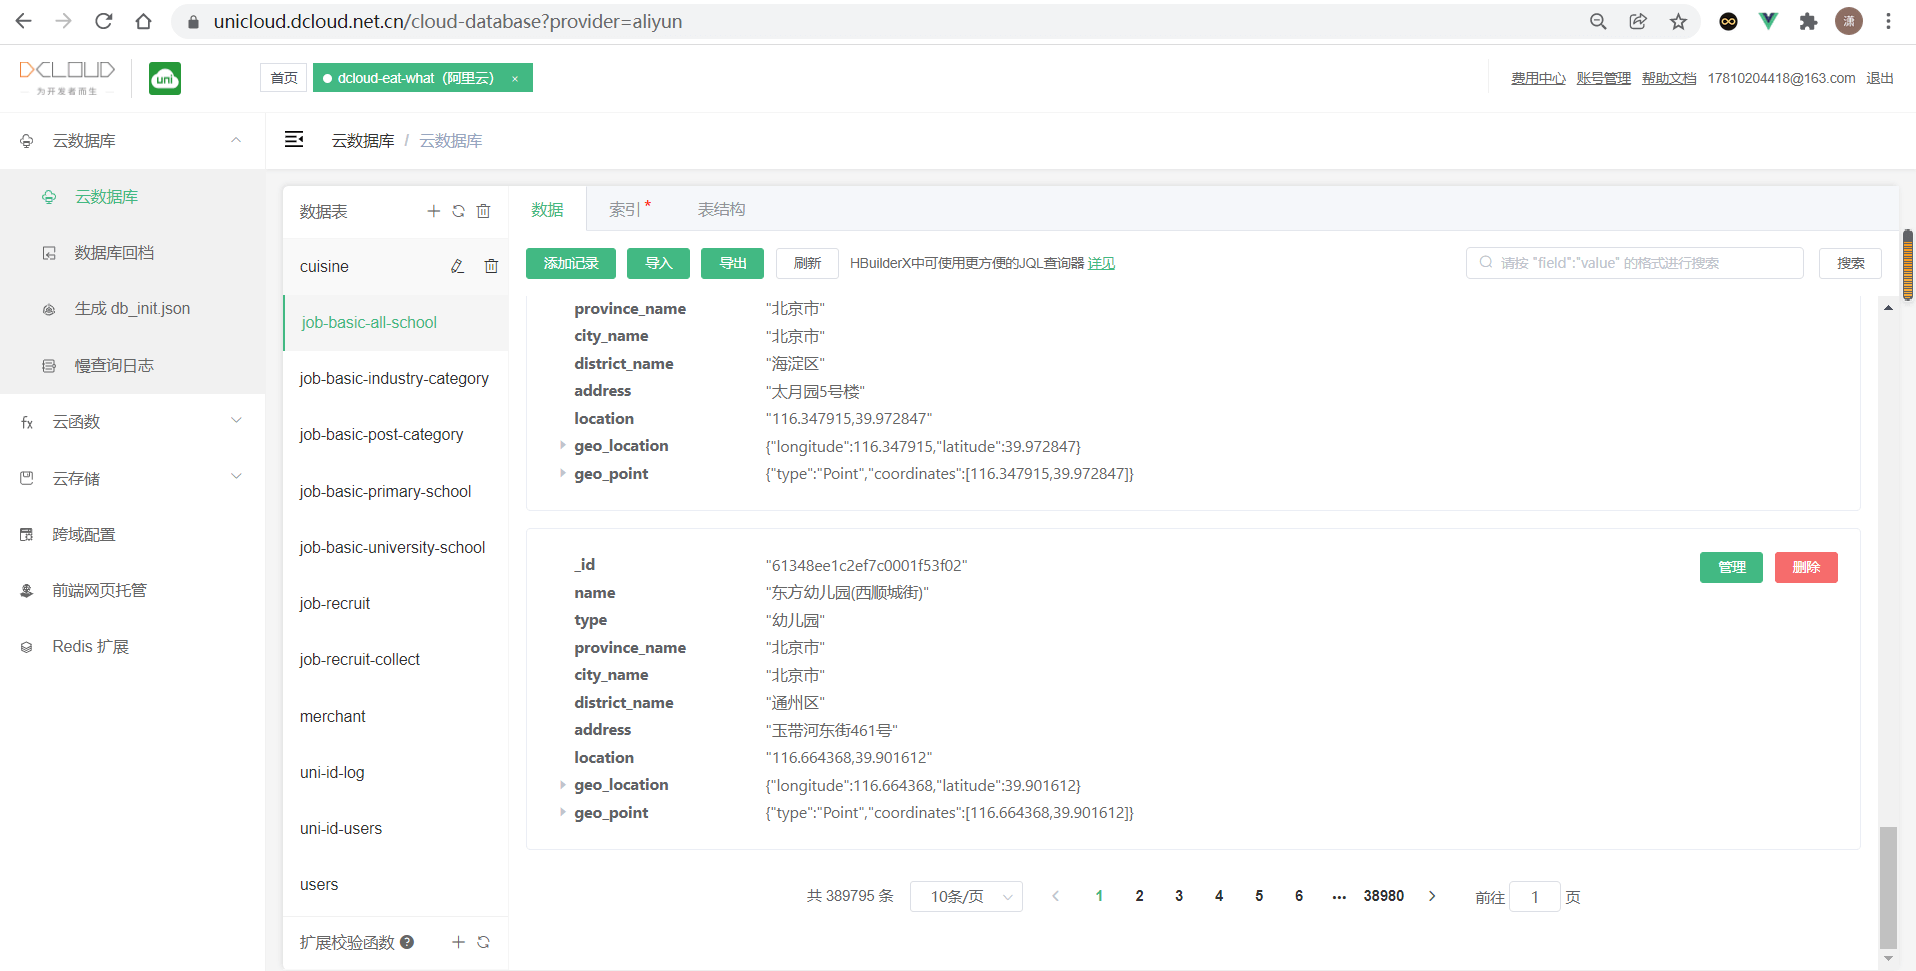 unicloud.dcloud.net.cn/cloud-database?provider=aliyun
潇
DCLOUD
为开发者而生
uni
首页
dcloud-eat-what（阿里云） ×
费用中心 账号管理 帮助文档 17810204418@163.com 退出
云数据库
云数据库
数据库回档
生成 db_init.json
慢查询日志
fx 云函数
云存储
跨域配置
前端网页托管
Redis 扩展
云数据库 / 云数据库
数据表
cuisine
job-basic-all-school
job-basic-industry-category
job-basic-post-category
job-basic-primary-school
job-basic-university-school
job-recruit
job-recruit-collect
merchant
uni-id-log
uni-id-users
users
扩展校验函数 ?
数据 索引 * 表结构
添加记录 导入 导出 刷新 HBuilderX中可使用更方便的JQL查询器 详见
请按 "field":"value" 的格式进行搜索 搜索
province_name "北京市"
city_name "北京市"
district_name "海淀区"
address "太月园5号楼"
location "116.347915,39.972847"
geo_location {"longitude":116.347915,"latitude":39.972847}
geo_point {"type":"Point","coordinates":[116.347915,39.972847]}
_id "61348ee1c2ef7c0001f53f02"
管理 删除
name "东方幼儿园(西顺城街)"
type "幼儿园"
province_name "北京市"
city_name "北京市"
district_name "通州区"
address "玉带河东街461号"
location "116.664368,39.901612"
geo_location {"longitude":116.664368,"latitude":39.901612}
geo_point {"type":"Point","coordinates":[116.664368,39.901612]}
共 389795 条 10条/页 1 2 3 4 5 6 ••• 38980 前往 1 页